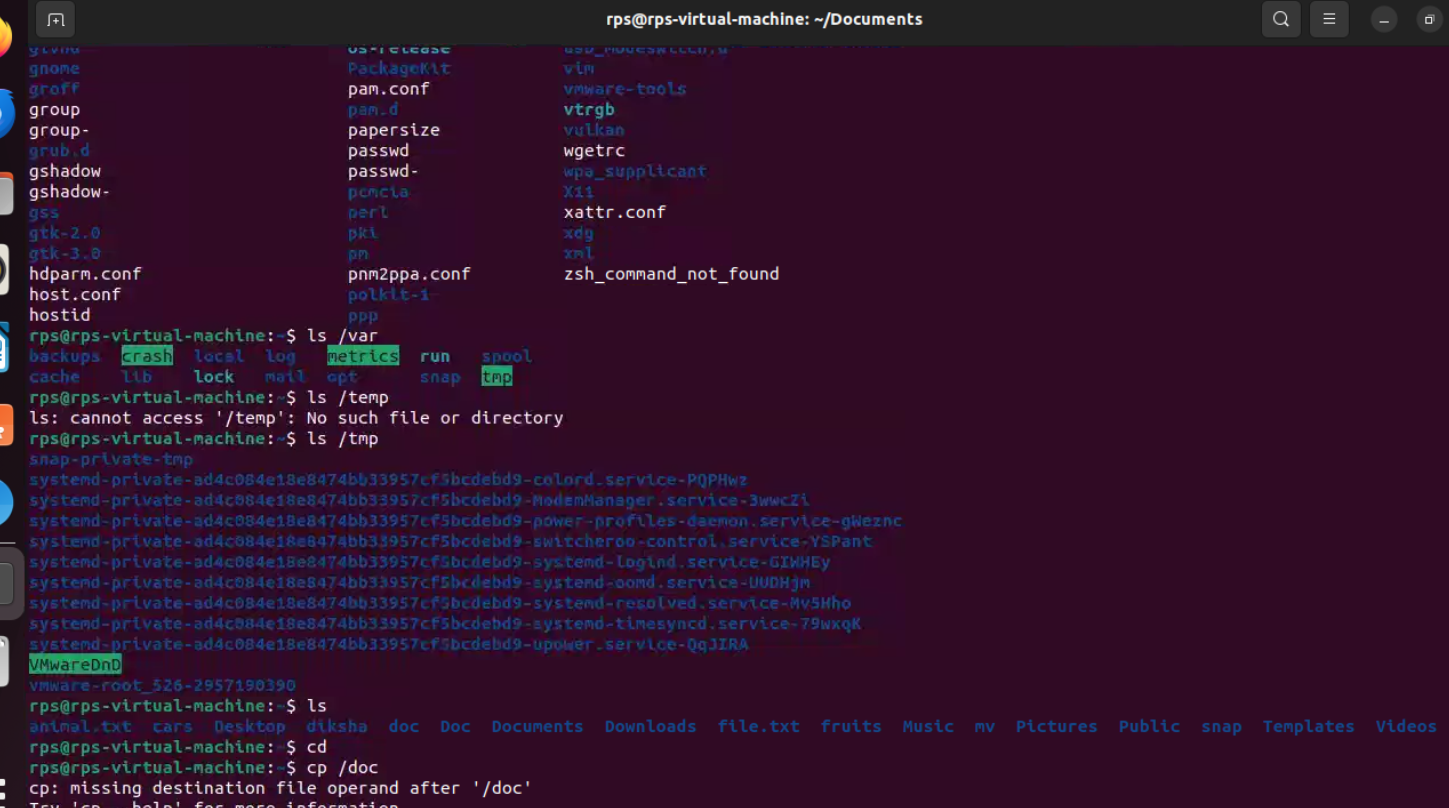 rps@rps-virtual-machine: ~/Documents
glvnd os-release usb_modeswitch.d
gnome PackageKit vim
groff pam.conf vmware-tools
group pam.d vtrgb
group- papersize vulkan
grub.d passwd wgetrc
gshadow passwd- wpa_supplicant
gshadow- pcmcia X11
gss perl xattr.conf
gtk-2.0 pki xdg
gtk-3.0 pm xml
hdparm.conf pnm2ppa.conf zsh_command_not_found
host.conf polkit-1
hostid ppp
rps@rps-virtual-machine:~$ ls /var
backups crash local log metrics run spool
cache lib lock mail opt snap tmp
rps@rps-virtual-machine:~$ ls /temp
ls: cannot access '/temp': No such file or directory
rps@rps-virtual-machine:~$ ls /tmp
snap-private-tmp
systemd-private-ad4c084e18e8474bb33957cf5bcdebd9-colord.service-PQPHwz
systemd-private-ad4c084e18e8474bb33957cf5bcdebd9-ModemManager.service-3wwcZi
systemd-private-ad4c084e18e8474bb33957cf5bcdebd9-power-profiles-daemon.service-gWeznc
systemd-private-ad4c084e18e8474bb33957cf5bcdebd9-switcheroo-control.service-YSPant
systemd-private-ad4c084e18e8474bb33957cf5bcdebd9-systemd-logind.service-GIWHEy
systemd-private-ad4c084e18e8474bb33957cf5bcdebd9-systemd-oomd.service-UUDHjm
systemd-private-ad4c084e18e8474bb33957cf5bcdebd9-systemd-resolved.service-Mv5Hho
systemd-private-ad4c084e18e8474bb33957cf5bcdebd9-systemd-timesyncd.service-79wxqK
systemd-private-ad4c084e18e8474bb33957cf5bcdebd9-upower.service-QqJIRA
VMwareDnD
vmware-root_526-2957190390
rps@rps-virtual-machine:~$ ls
animal.txt cars Desktop diksha doc Doc Documents Downloads file.txt fruits Music mv Pictures Public snap Templates Videos
rps@rps-virtual-machine:~$ cd
rps@rps-virtual-machine:~$ cp /doc
cp: missing destination file operand after '/doc'
Try 'cp --help' for more information.